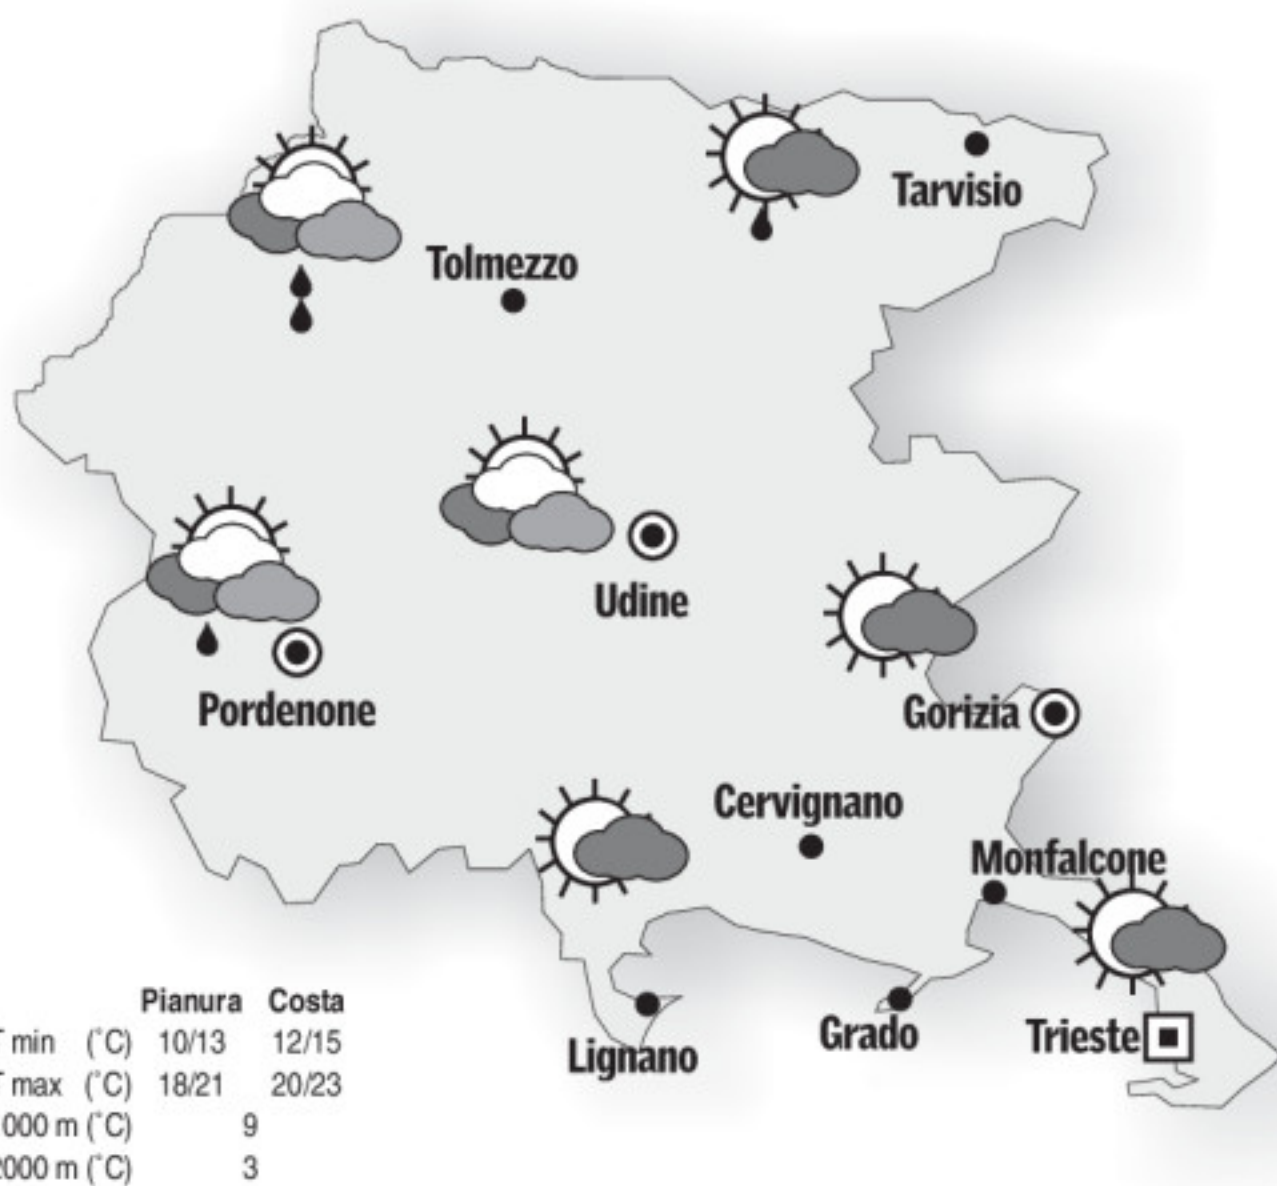 Tarvisio
Tolmezzo
Udine
Pordenone
Gorizia
Cervignano
Monfalcone
Grado
Trieste
Lignano
Pianura Costa
min (°C) 10/13 12/15
max (°C) 18/21 20/23
000 m (°C) 9
2000 m (°C) 3